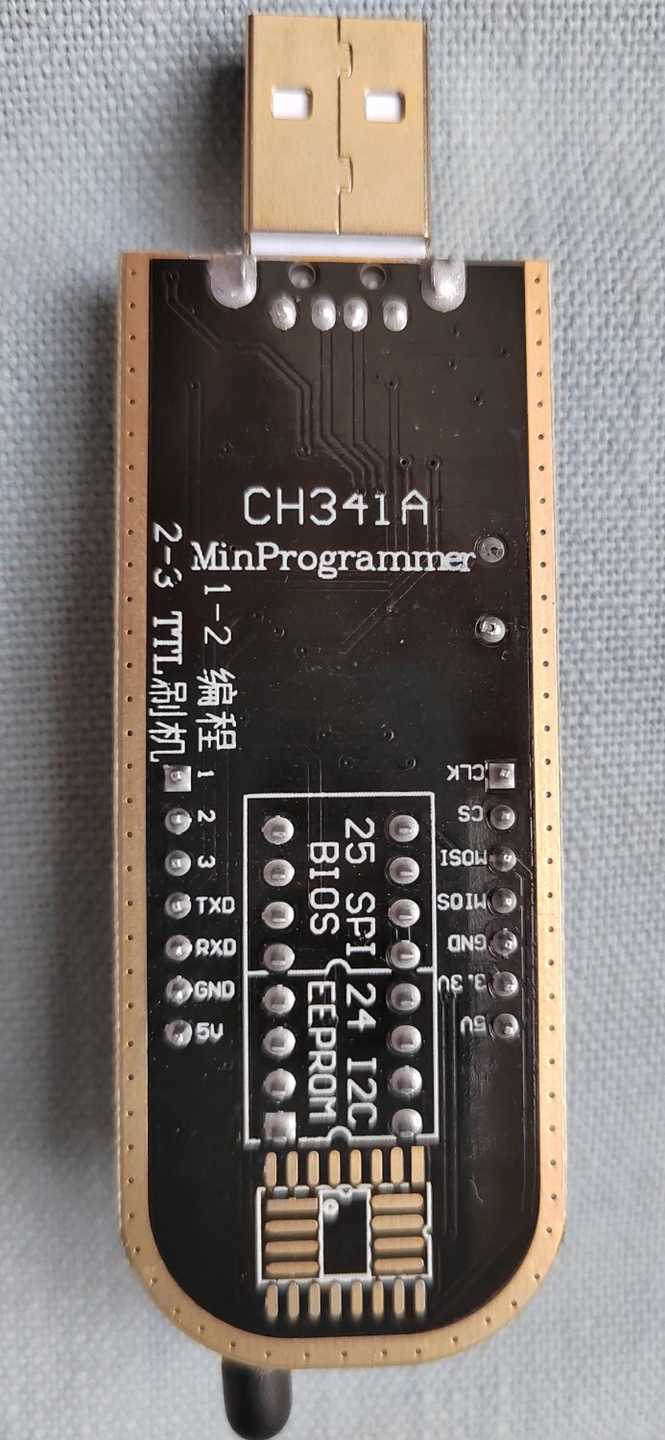 CH341A
MinProgrammer
1-2 编程
2-3 TTL刷机
1
2
3
TXD
RXD
GND
5V
CLK
CS
MOSI
MIOS
GND
3.3V
5V
25 SPI
BIOS
24 I2C
EEPROM